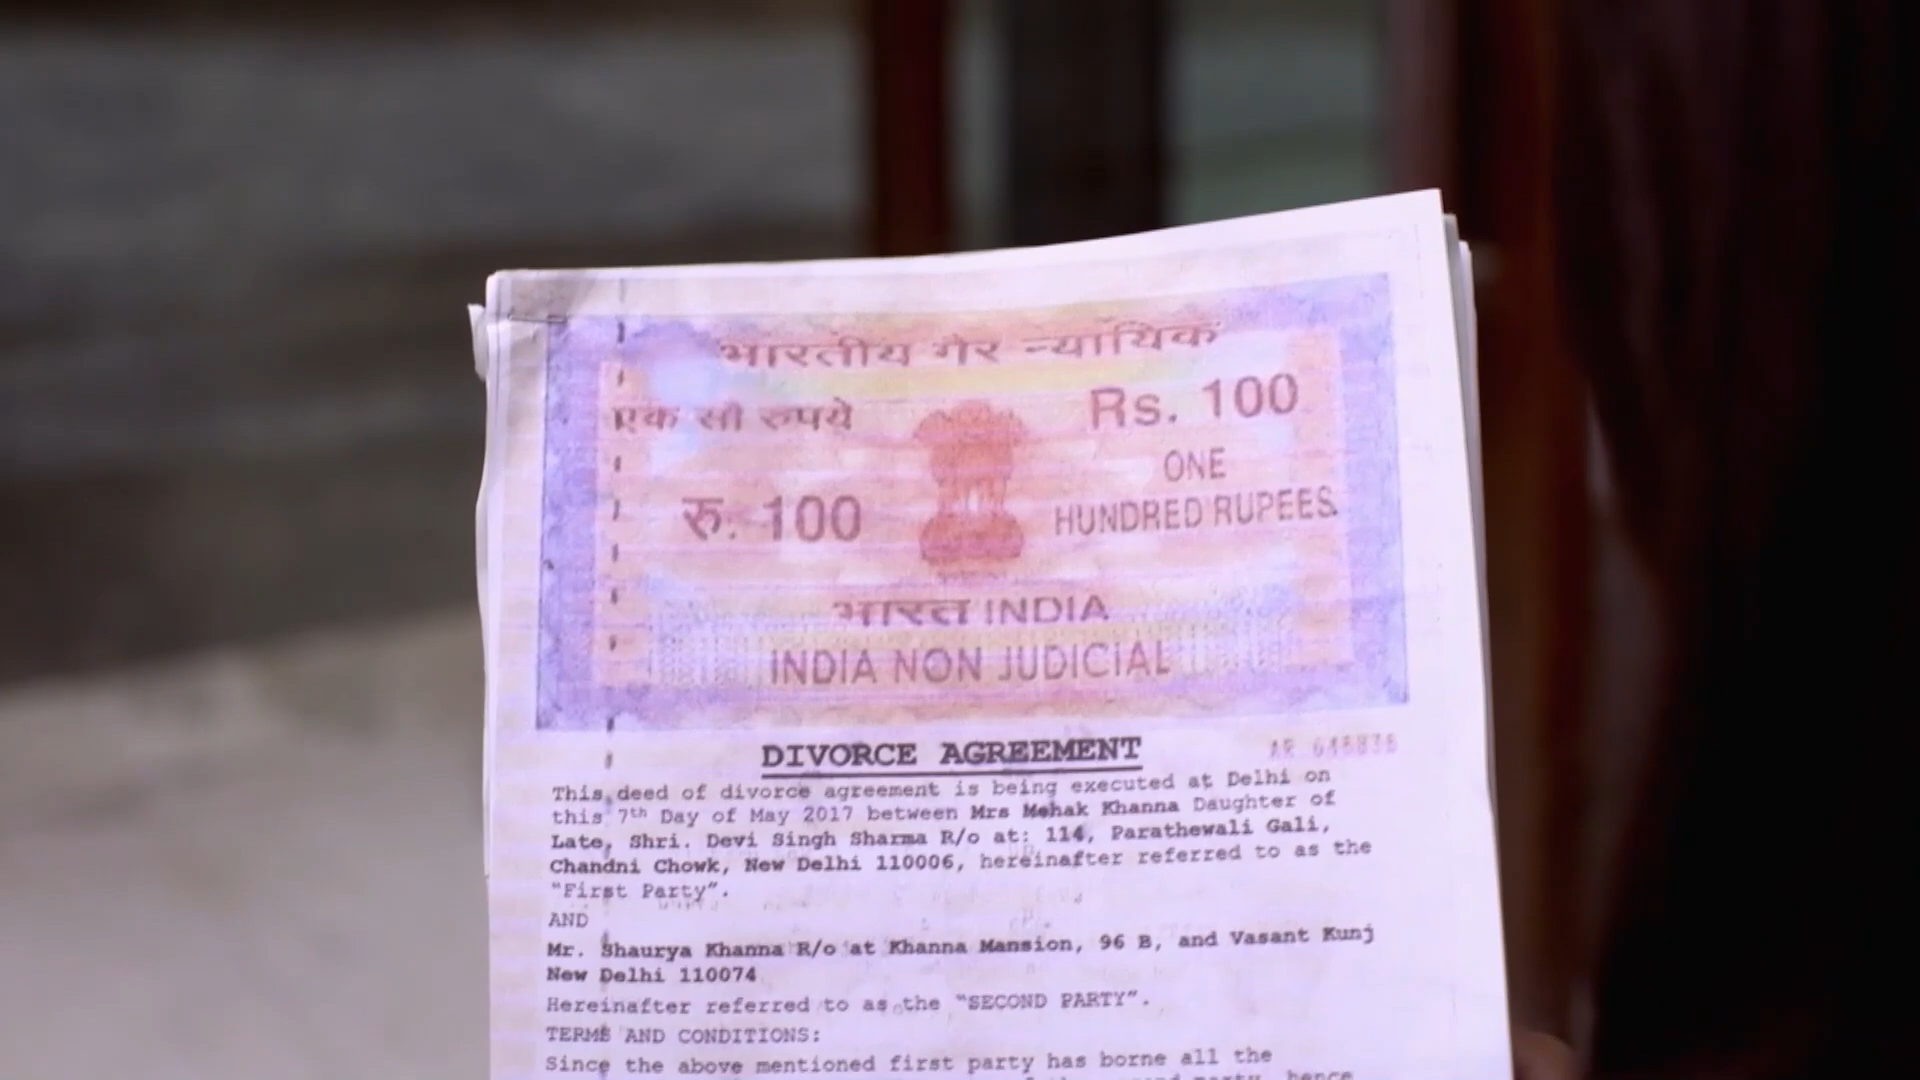 भारतीय गैर न्यायिक
एक सौ रुपये
Rs. 100
रु. 100
ONE
HUNDRED RUPEES
भारत INDIA
INDIA NON JUDICIAL
DIVORCE AGREEMENT
This deed of divorce agreement is being executed at Delhi on
this 7th Day of May 2017 between Mrs Mehak Khanna Daughter of
Late, Shri. Devi Singh Sharma R/o at: 114, Parathewali Gali,
Chandni Chowk, New Delhi 110006, hereinafter referred to as the
"First Party".
AND
Mr. Shaurya Khanna R/o at Khanna Mansion, 96 B, and Vasant Kunj
New Delhi 110074
Hereinafter referred to as the "SECOND PARTY".
TERMS AND CONDITIONS:
Since the above mentioned first party has borne all the